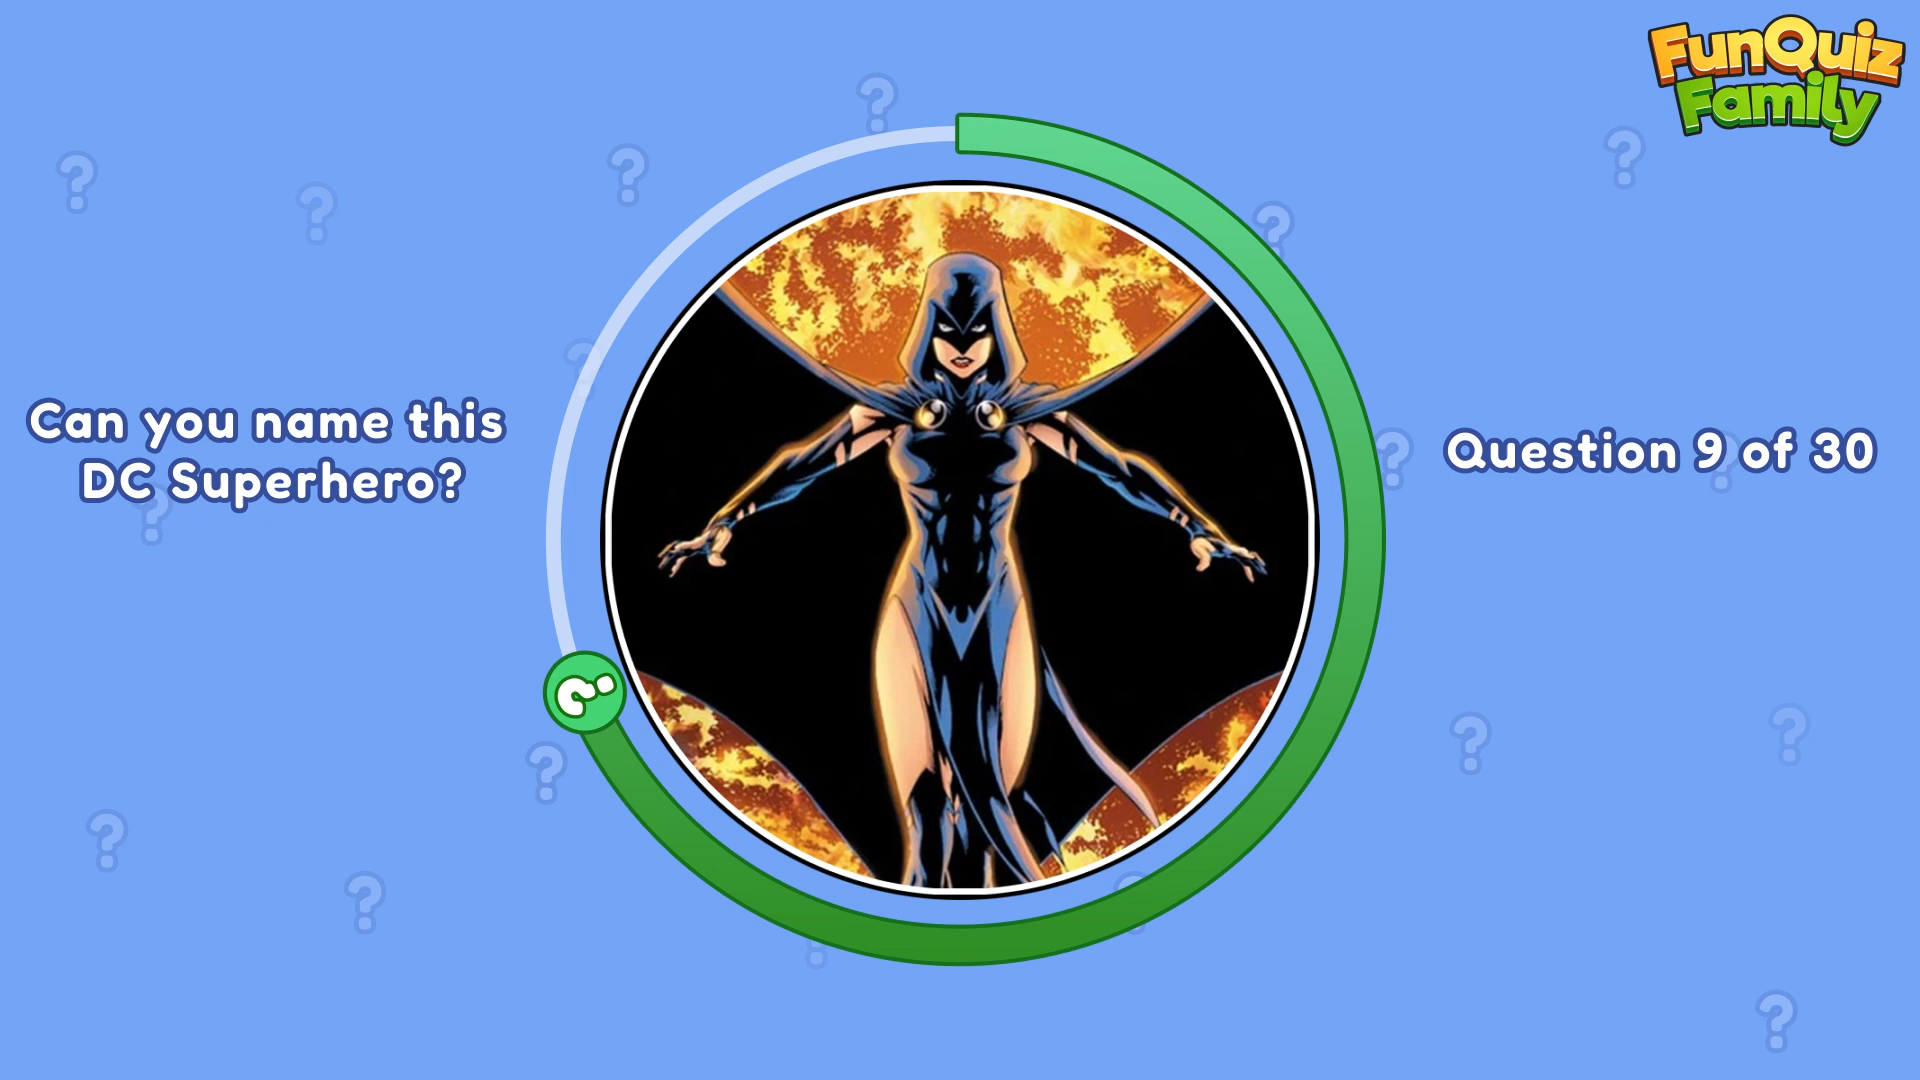 FunQuiz
Family
Can you name this
DC Superhero?
Question 9 of 30